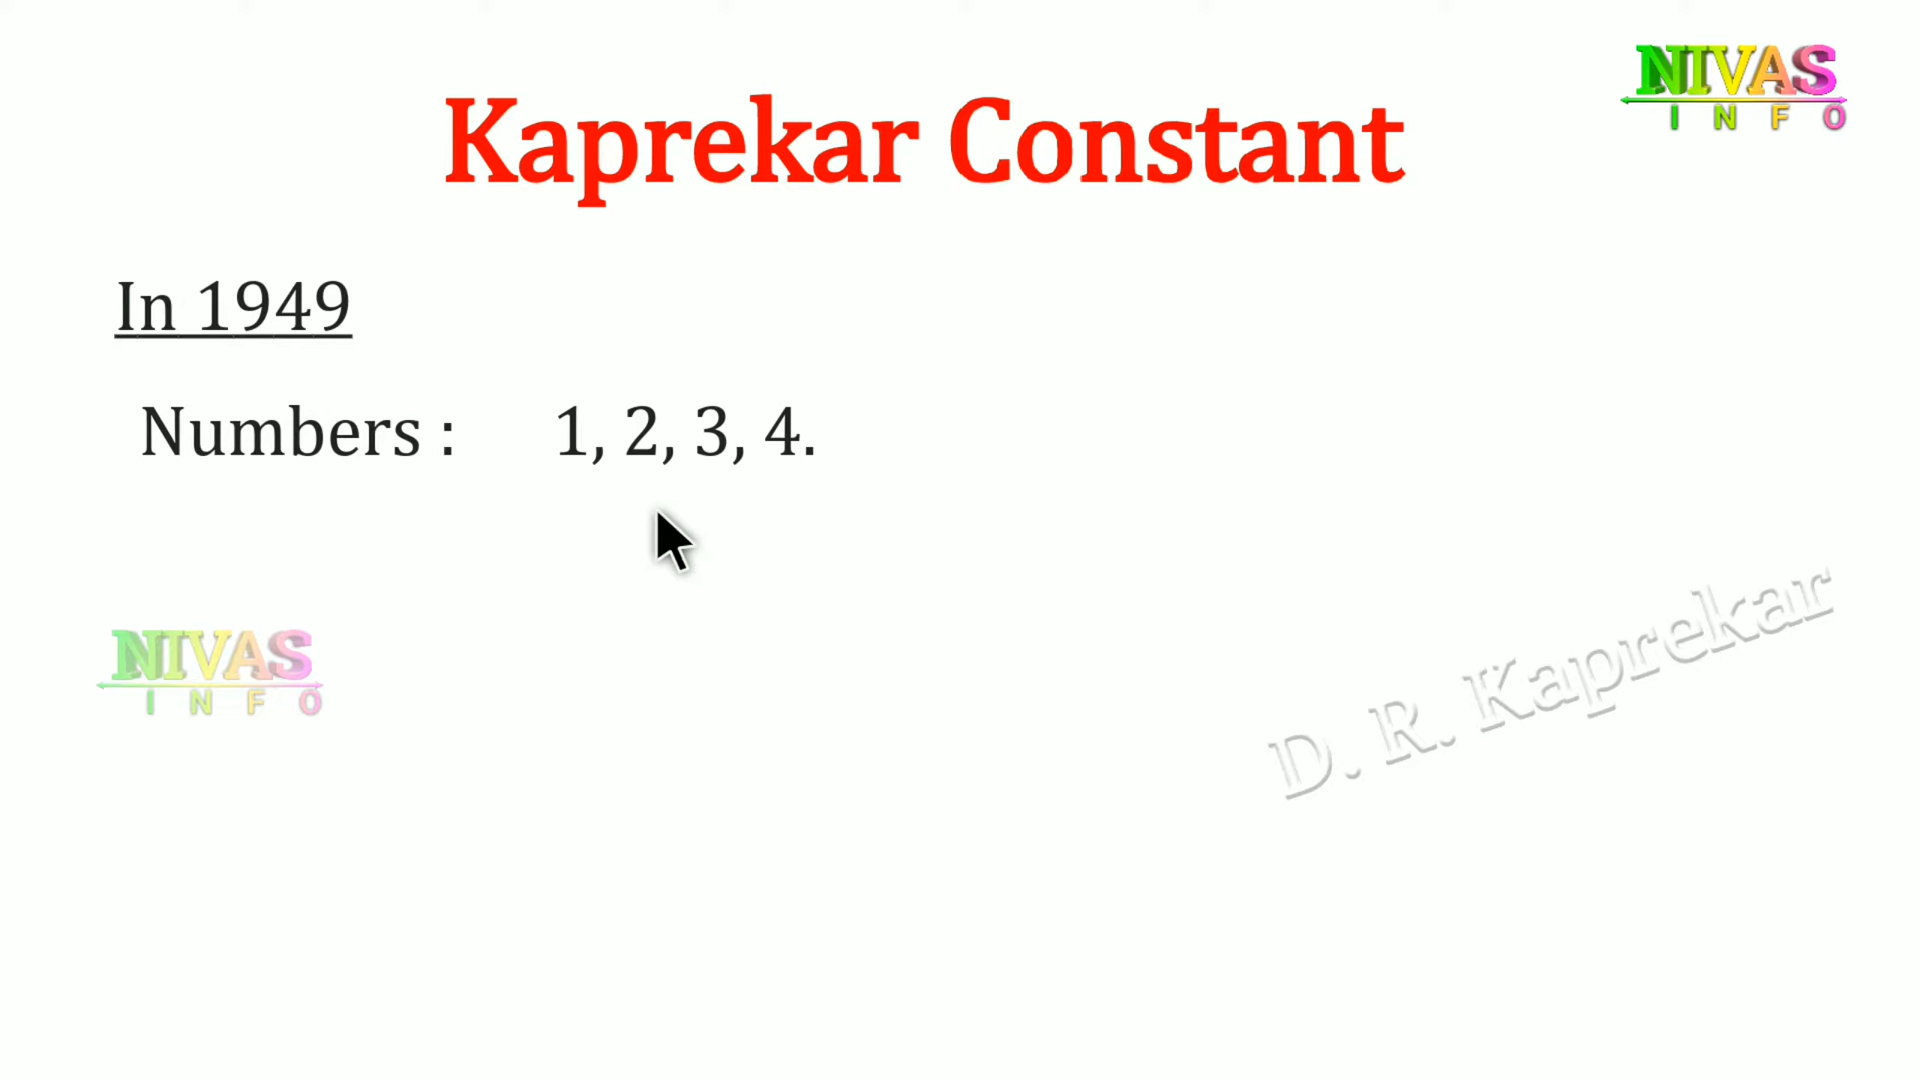 NIVAS
INFO
Kaprekar Constant
In 1949
Numbers : 1, 2, 3, 4.
D. R. Kaprekar
NIVAS
INFO